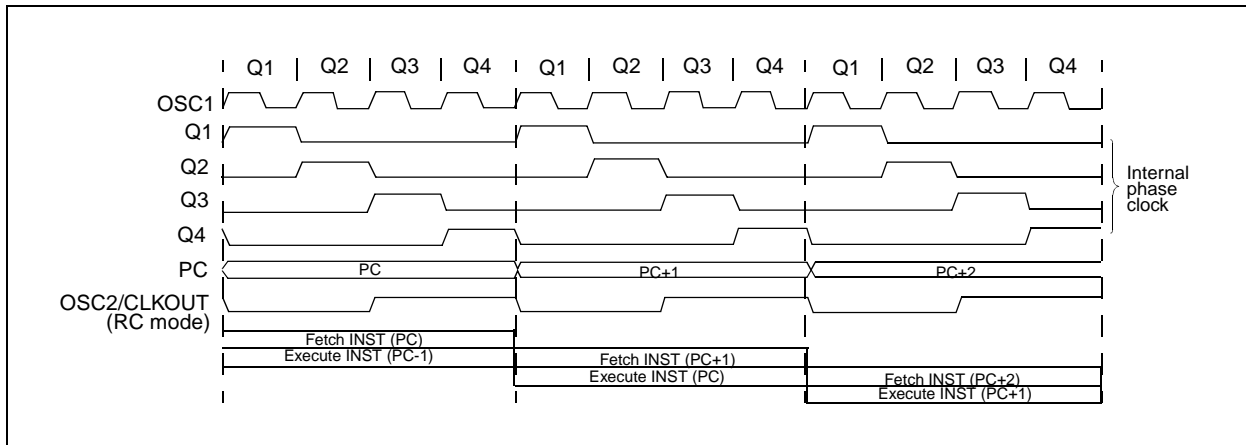 Q1 Q2 Q3 Q4 Q1 Q2 Q3 Q4 Q1 Q2 Q3 Q4
OSC1
Q1
Q2
Q3
Q4
Internal
phase
clock
PC PC PC+1 PC+2
OSC2/CLKOUT
(RC mode)
Fetch INST (PC)
Execute INST (PC-1) Fetch INST (PC+1)
Execute INST (PC) Fetch INST (PC+2)
Execute INST (PC+1)